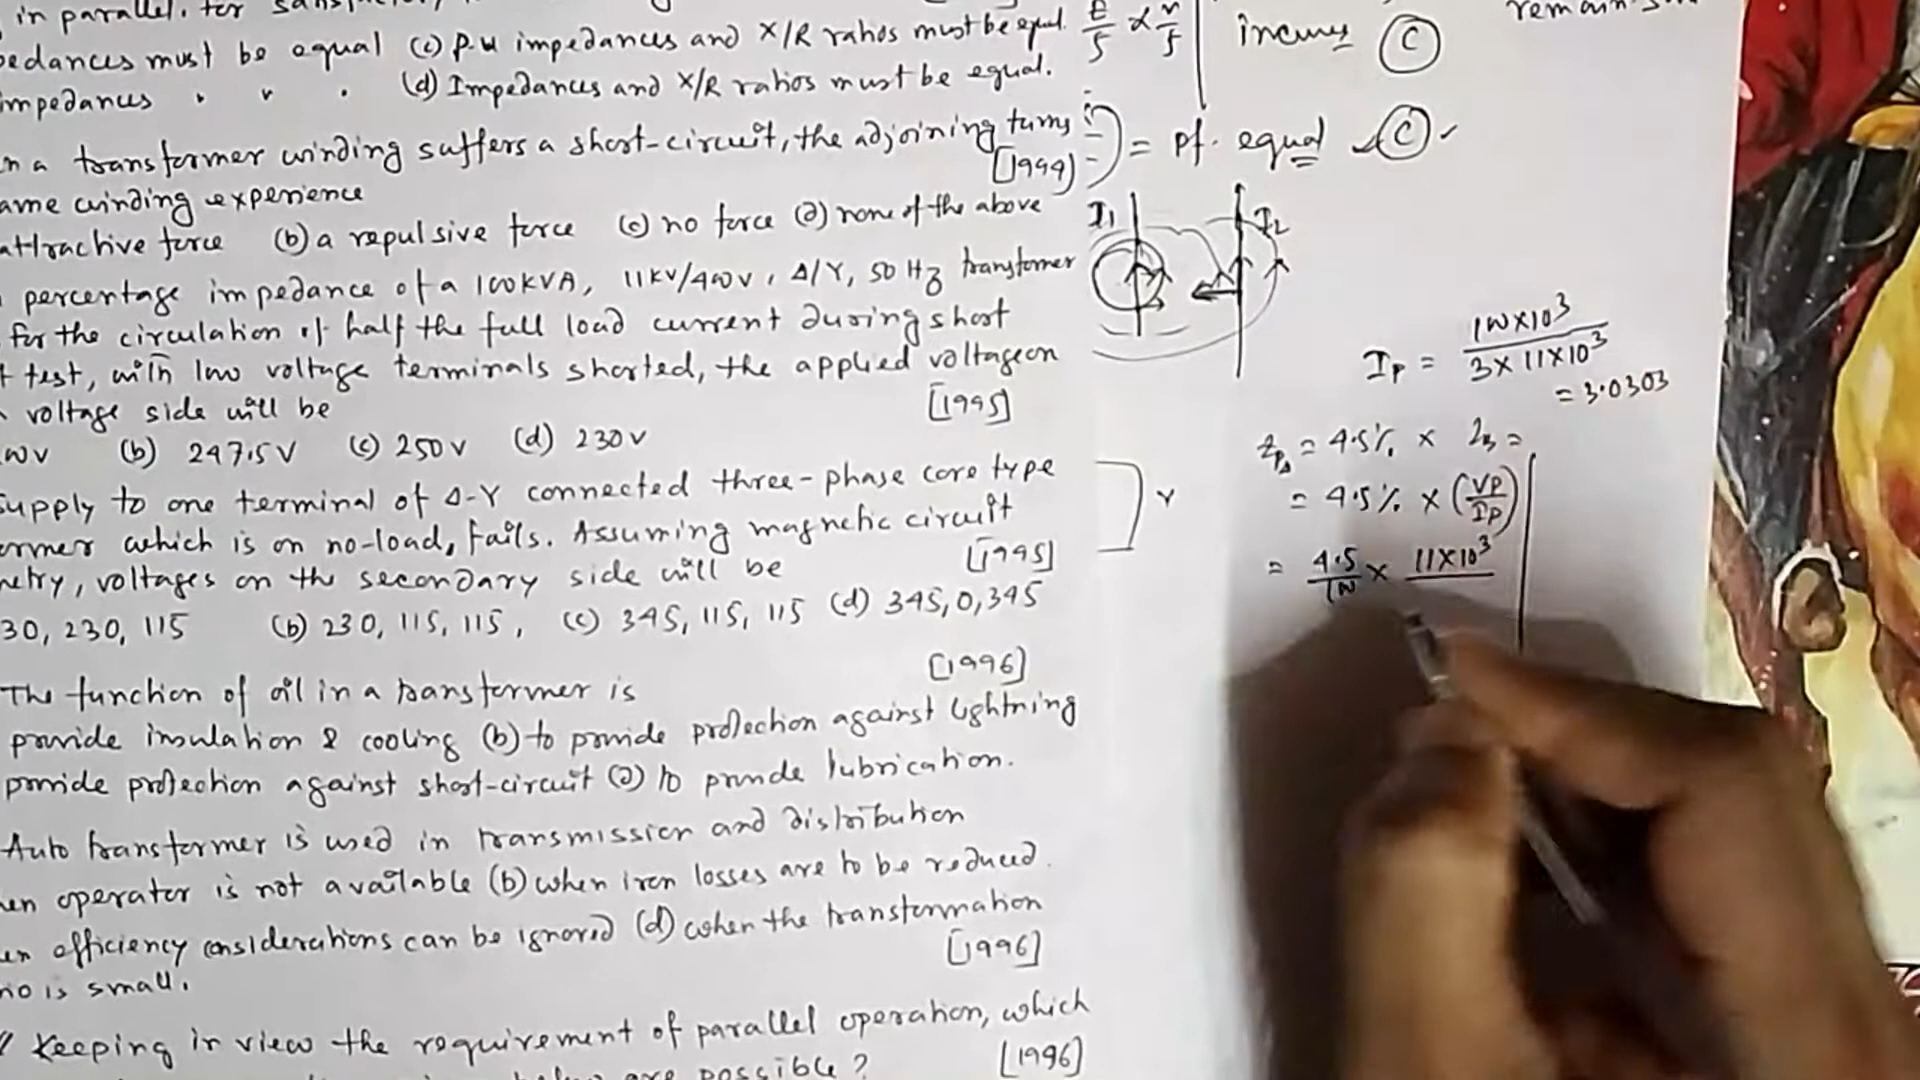 in parallel, for
edances must be equal (c) p.u impedances and X/R ratios must be equal.
impedances " " " (d) Impedances and X/R ratios must be equal.
n a transformer winding suffers a short-circuit, the adjoining turns
ame winding experience [1994]
attractive force (b) a repulsive force (c) no force (d) none of the above
percentage impedance of a 100KVA, 11KV/400V, Δ/Y, 50 Hz transformer
for the circulation of half the full load current during short
t test, with low voltage terminals shorted, the applied voltage on
voltage side will be [1995]
00V (b) 247.5V (c) 250V (d) 230V
supply to one terminal of Δ-Y connected three-phase core type
ormer which is on no-load, fails. Assuming magnetic circuit
metry, voltages on the secondary side will be [1995]
30, 230, 115 (b) 230, 115, 115, (c) 345, 115, 115 (d) 345, 0, 345
[1996]
The function of oil in a transformer is
provide insulation & cooling (b) to provide protection against lightning
provide protection against short-circuit (d) to provide lubrication.
Auto transformer is used in transmission and distribution
en operator is not available (b) when iron losses are to be reduced.
en efficiency considerations can be ignored (d) when the transformation
io is small. [1996]
Keeping in view the requirement of parallel operation, which
below are possible? [1996]
E/f α V/f
increases (C)
remain
= pf. equal (C) ✓
I1 I2
Ip = 100×10³ / 3×11×10³
= 3.0303
ZpΔ = 4.5% × ZB =
= 4.5% × (VP/IP)
= 4.5/100 × 11×10³
Y